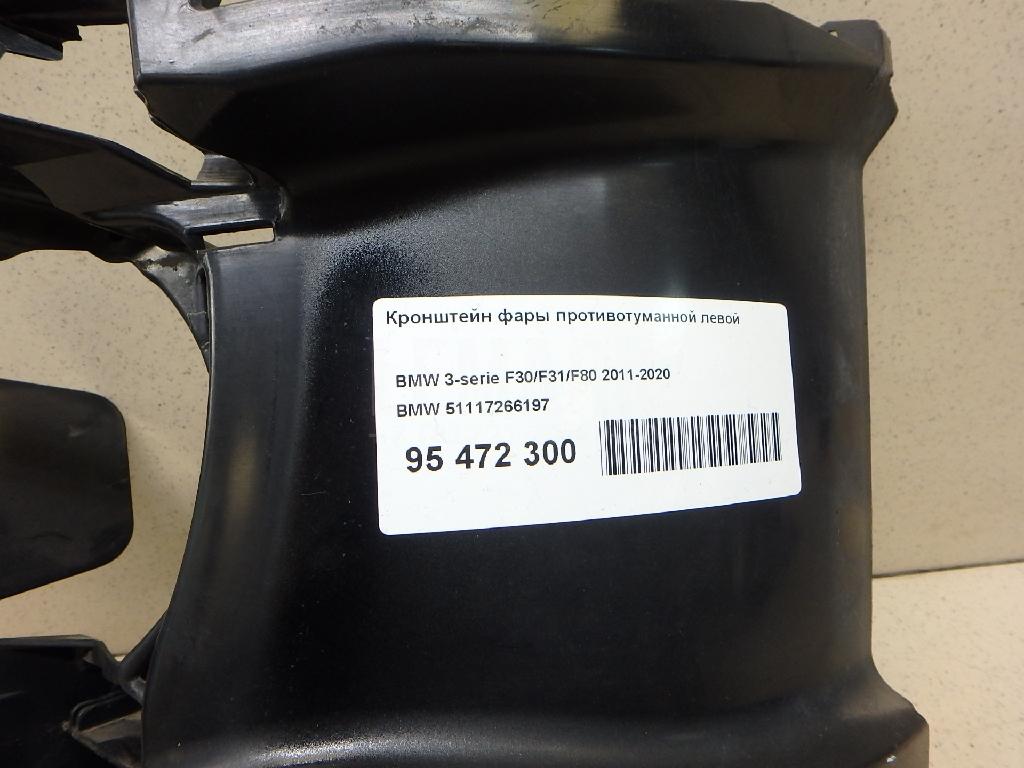 Кронштейн фары противотуманной левой
BMW 3-serie F30/F31/F80 2011-2020
BMW 51117266197
95 472 300